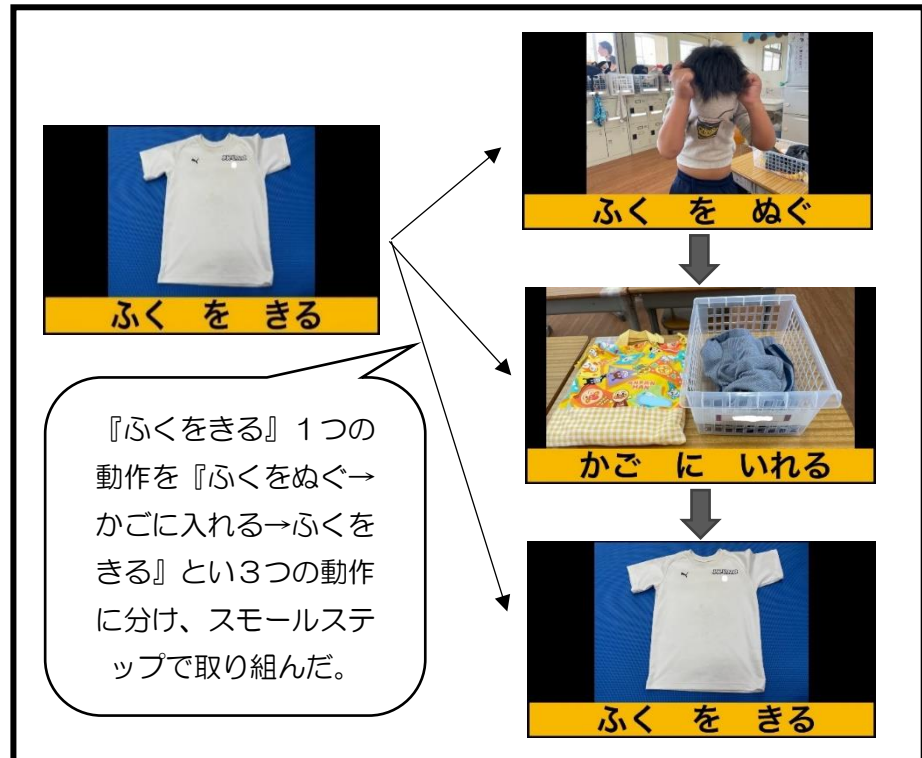 ふく を きる
『ふくをきる』１つの
動作を『ふくをぬぐ→
かごに入れる→ふくを
きる』とい３つの動作
に分け、スモールステ
ップで取り組んだ。
ふく を ぬぐ
かご に いれる
ふく を きる